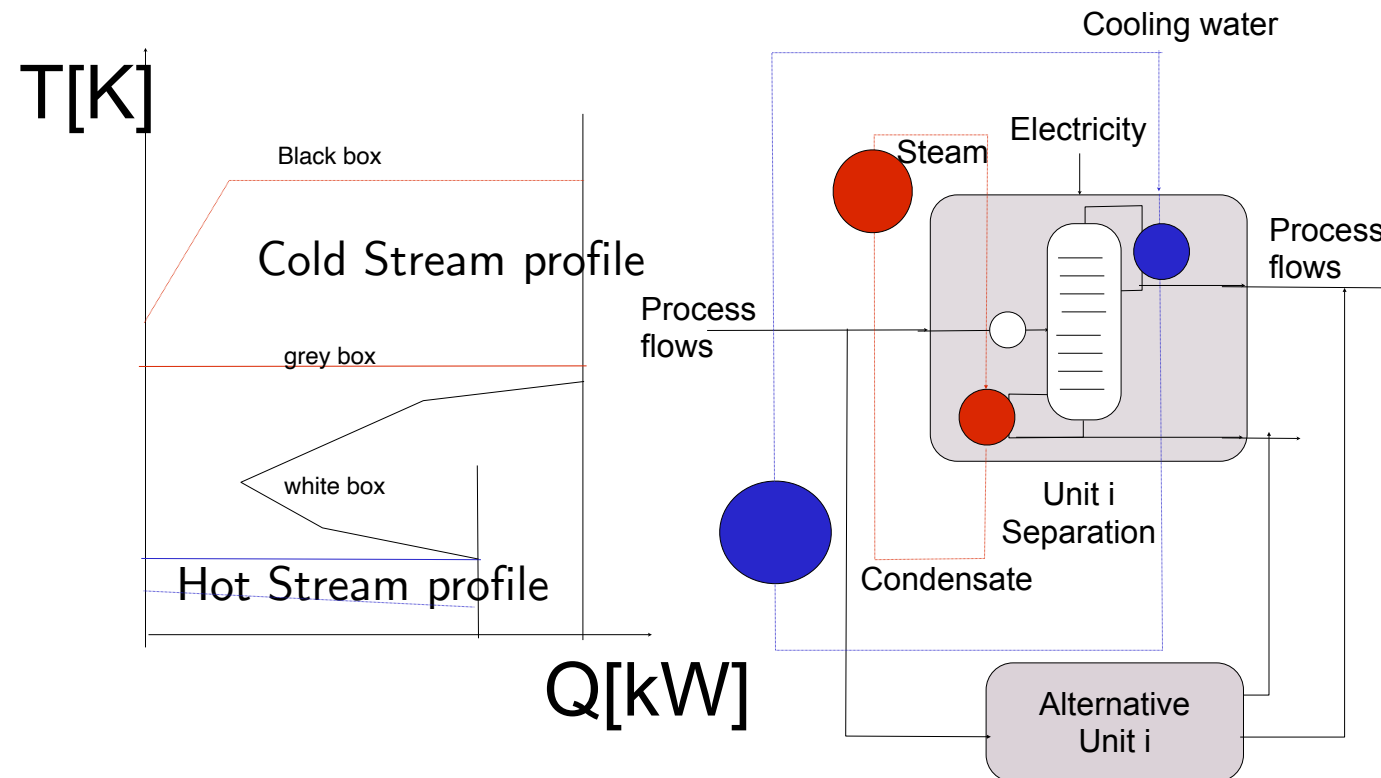 T[K]
Black box
Cold Stream profile
grey box
white box
Hot Stream profile
Q[kW]
Cooling water
Electricity
Steam
Process
flows
Process
flows
Unit i
Separation
Condensate
Alternative
Unit i